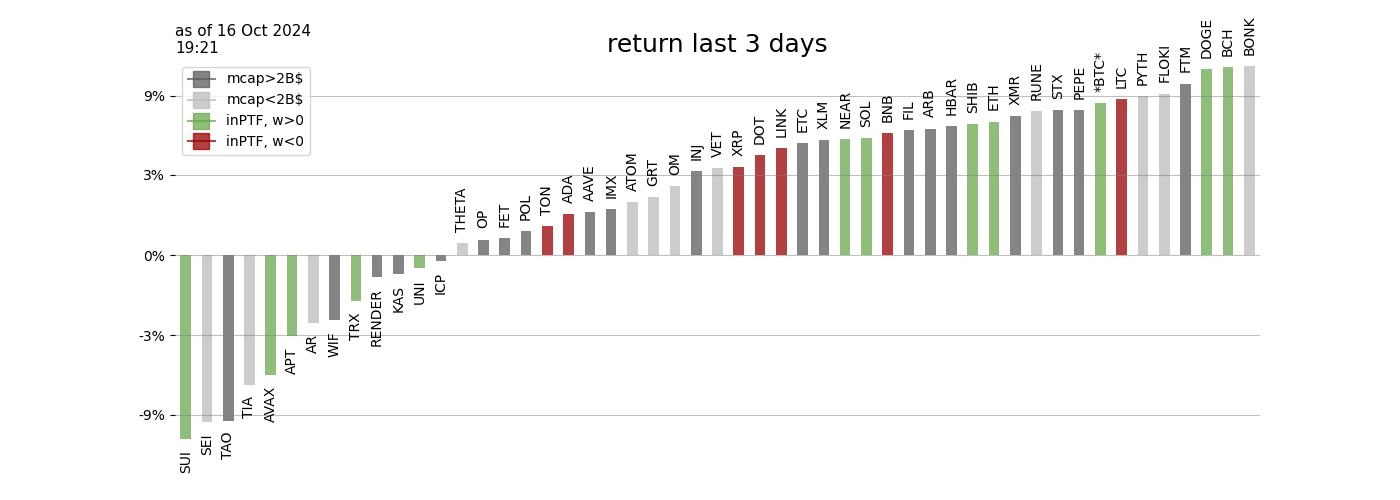 as of 16 Oct 2024
19:21
return last 3 days
mcap>2B$
mcap<2B$
inPTF, w>0
inPTF, w<0
9%
3%
0%
-3%
-9%
SUI
SEI
TAO
TIA
AVAX
APT
AR
WIF
TRX
RENDER
KAS
UNI
ICP
THETA
OP
FET
POL
TON
ADA
AAVE
IMX
ATOM
GRT
OM
INJ
VET
XRP
DOT
LINK
ETC
XLM
NEAR
SOL
BNB
FIL
ARB
HBAR
SHIB
ETH
XMR
RUNE
STX
PEPE
*BTC*
LTC
PYTH
FLOKI
FTM
DOGE
BCH
BONK